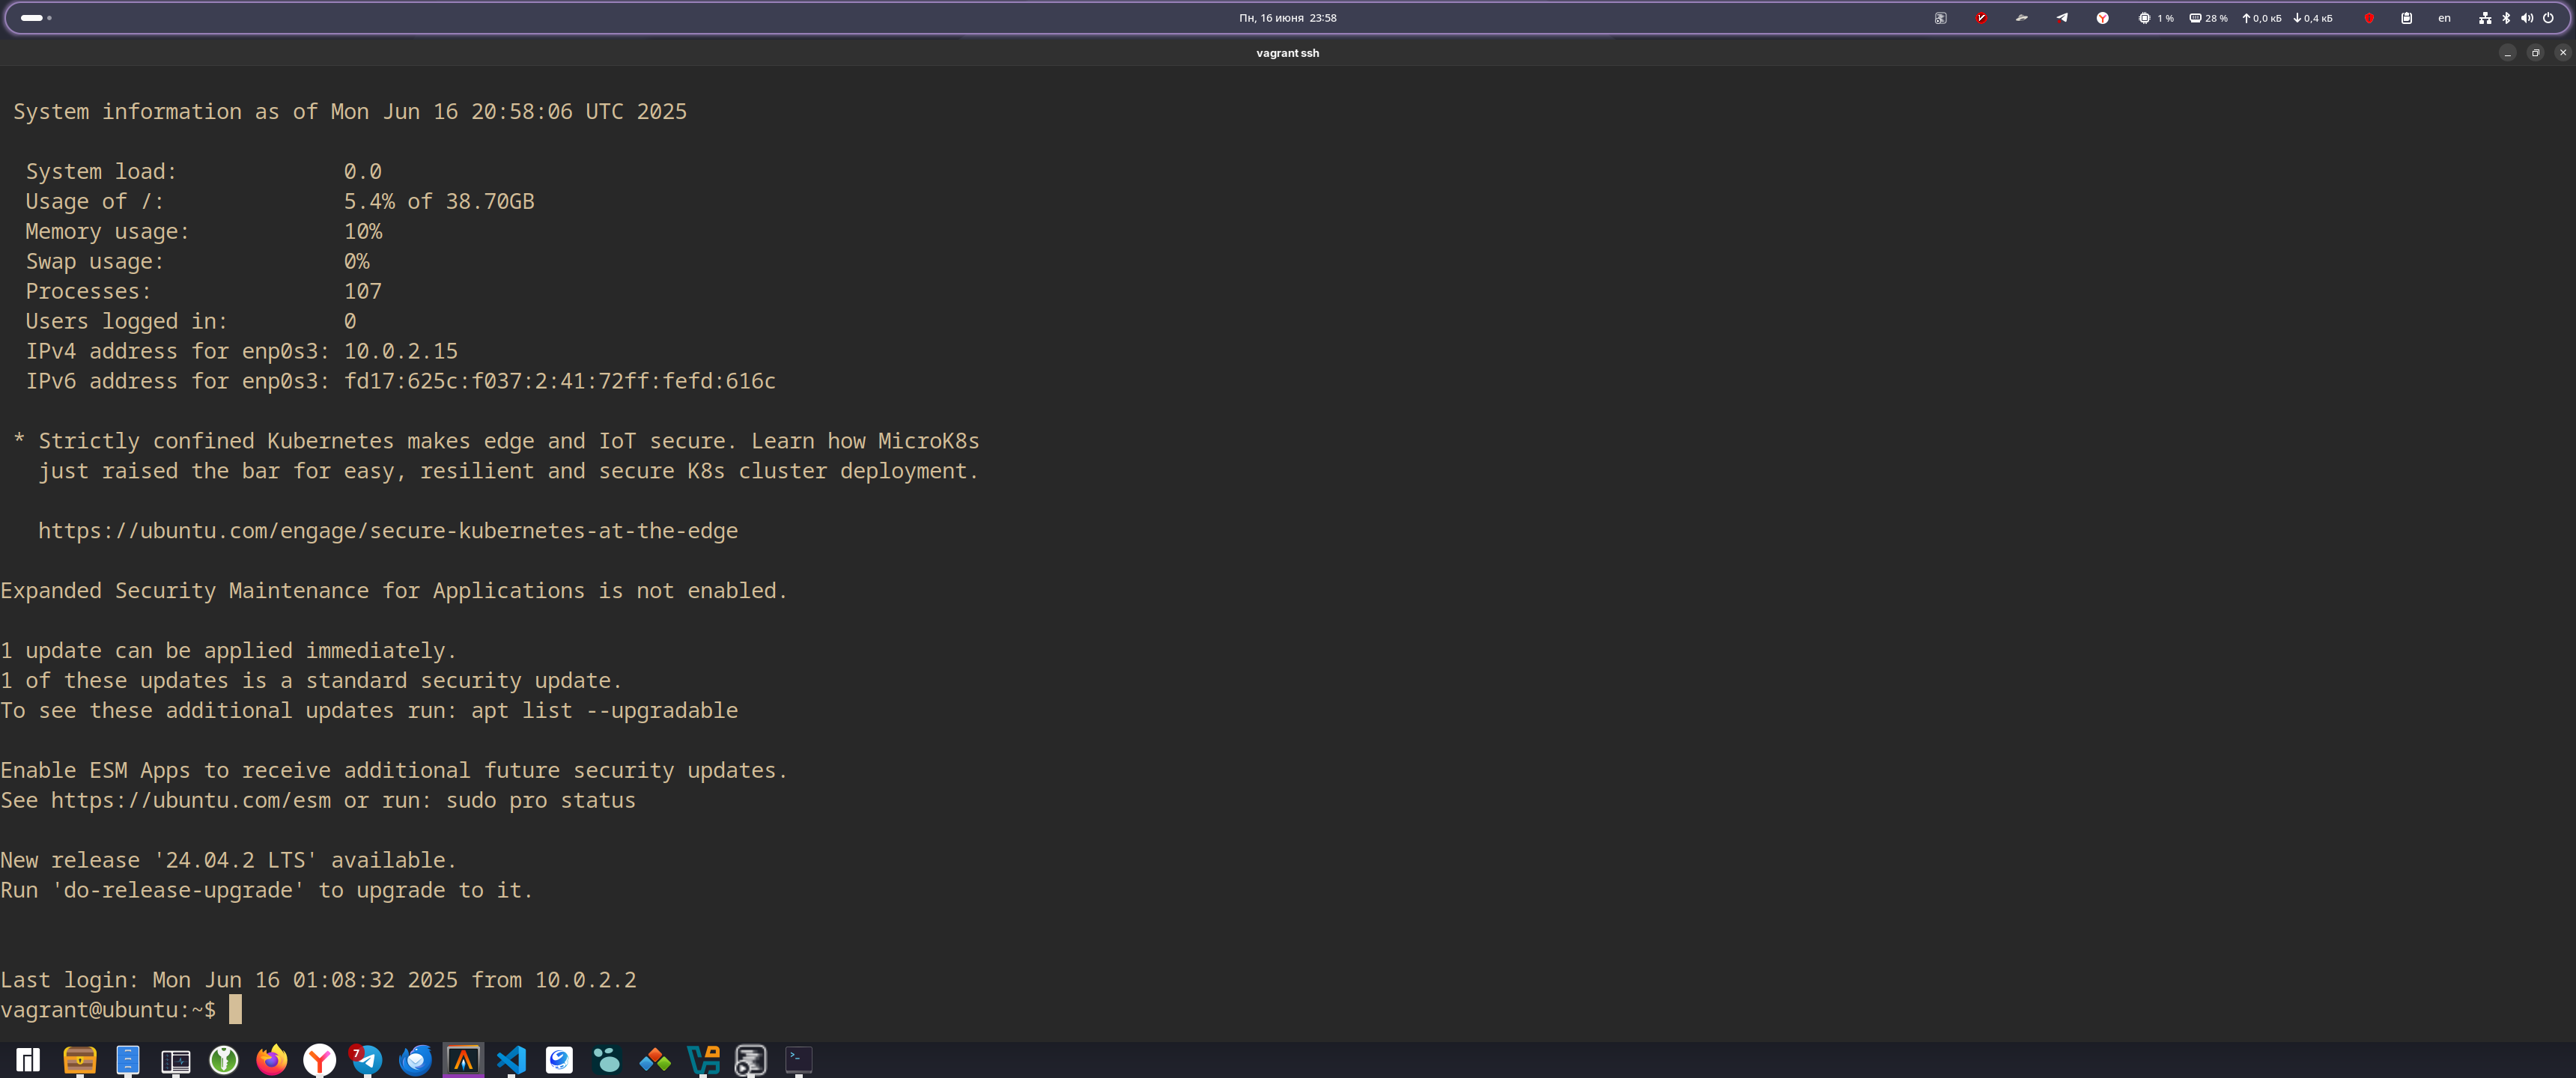 Пн, 16 июня 23:58
1 %
28 %
0,0 кБ
0,4 кБ
en
vagrant ssh
System information as of Mon Jun 16 20:58:06 UTC 2025
System load: 0.0
Usage of /: 5.4% of 38.70GB
Memory usage: 10%
Swap usage: 0%
Processes: 107
Users logged in: 0
IPv4 address for enp0s3: 10.0.2.15
IPv6 address for enp0s3: fd17:625c:f037:2:41:72ff:fefd:616c
* Strictly confined Kubernetes makes edge and IoT secure. Learn how MicroK8s
just raised the bar for easy, resilient and secure K8s cluster deployment.
https://ubuntu.com/engage/secure-kubernetes-at-the-edge
Expanded Security Maintenance for Applications is not enabled.
1 update can be applied immediately.
1 of these updates is a standard security update.
To see these additional updates run: apt list --upgradable
Enable ESM Apps to receive additional future security updates.
See https://ubuntu.com/esm or run: sudo pro status
New release '24.04.2 LTS' available.
Run 'do-release-upgrade' to upgrade to it.
Last login: Mon Jun 16 01:08:32 2025 from 10.0.2.2
vagrant@ubuntu:~$
7